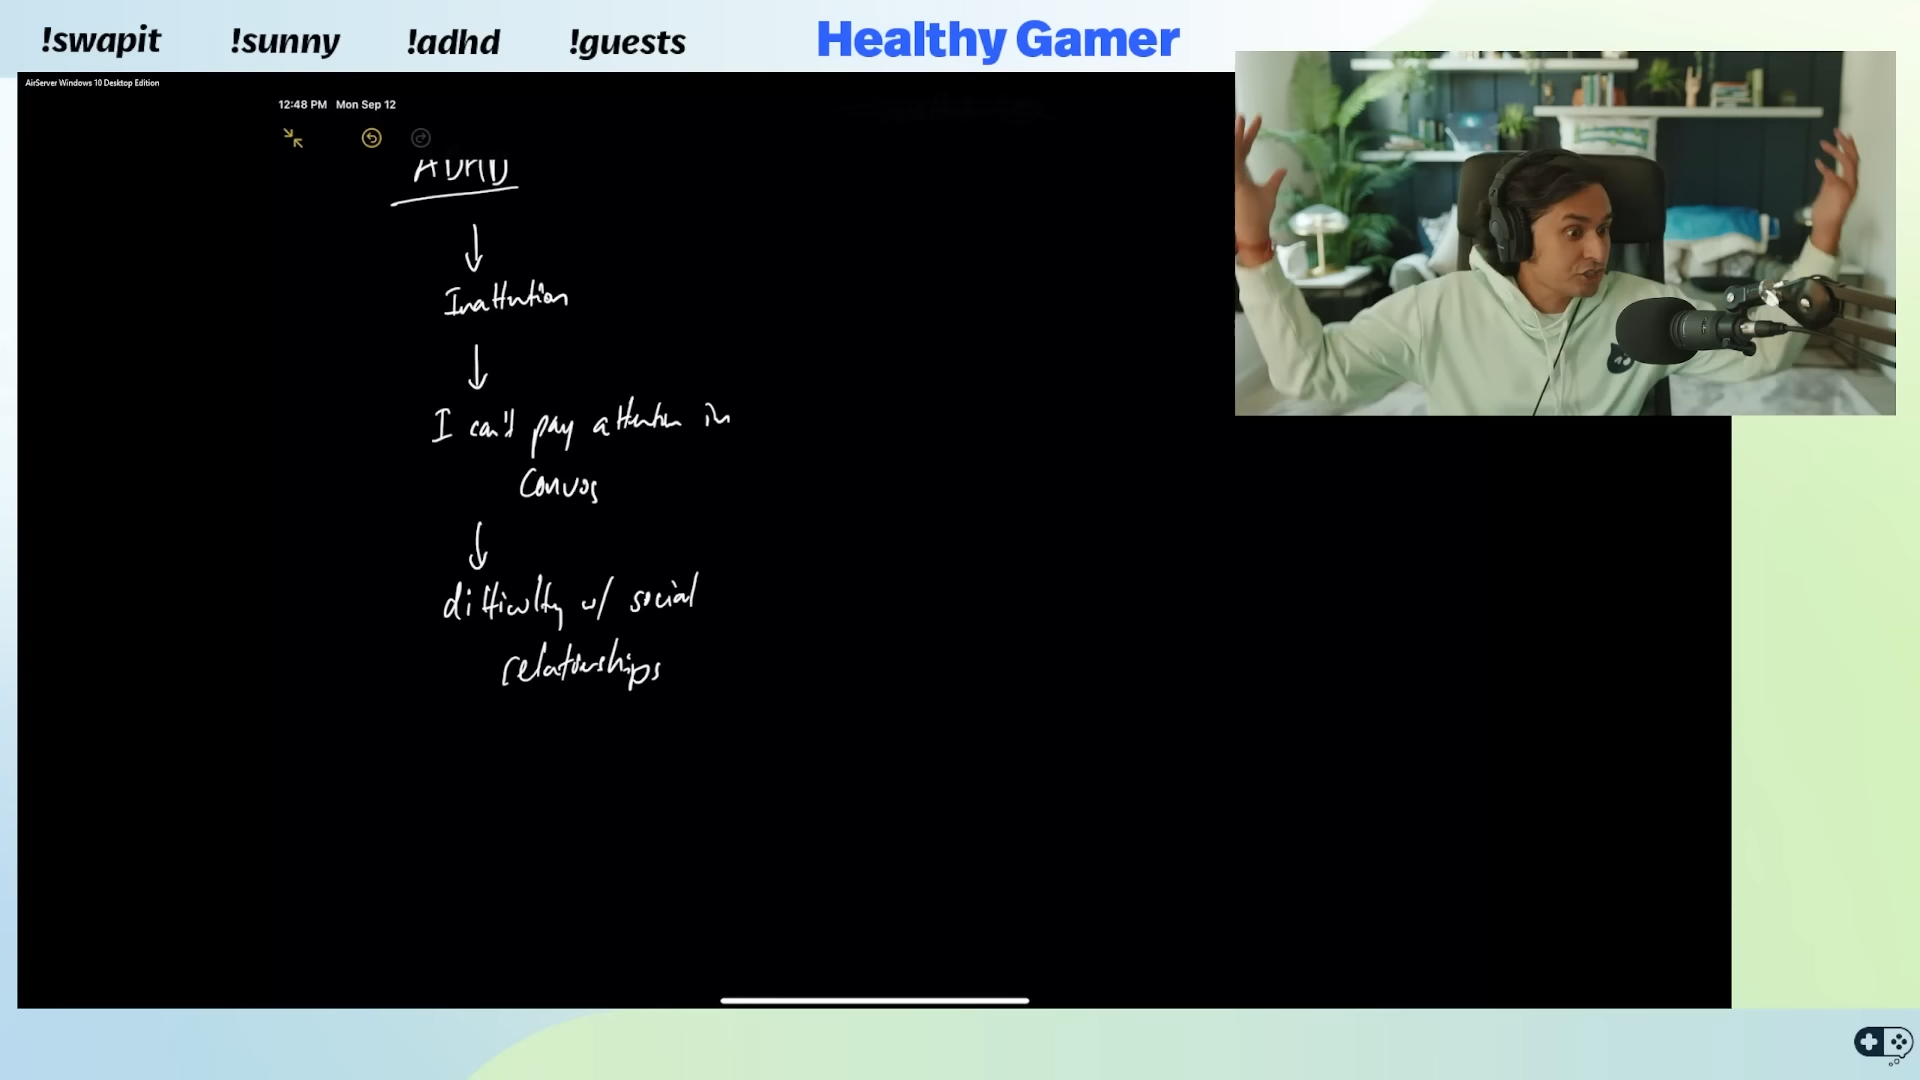 !swapit !sunny !adhd !guests Healthy Gamer
AirServer Windows 10 Desktop Edition
12:48 PM Mon Sep 12
ADHD
Inattention
I can't pay attention in
convos
difficulty w/ social
relationships